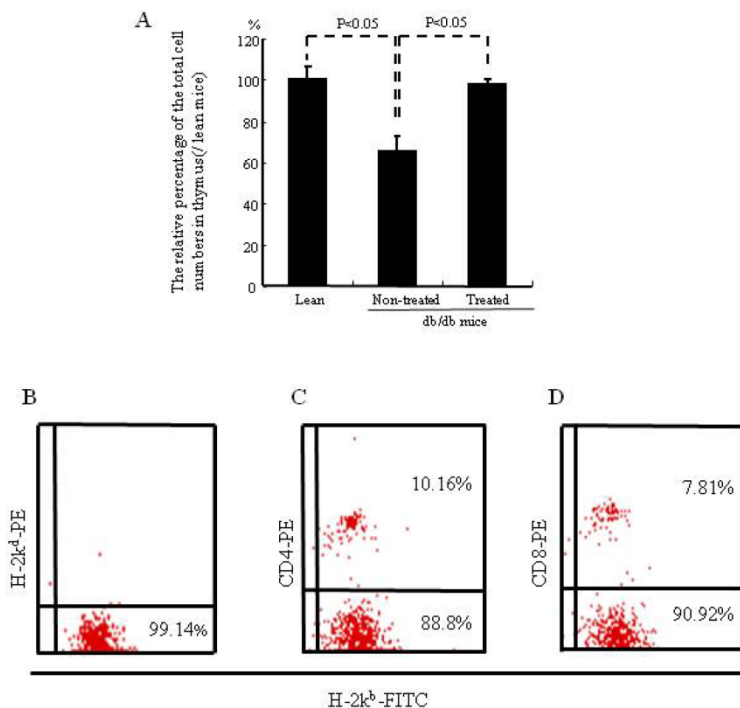 A
%
P<0.05 P<0.05
The relative percentage of the total cell
numbers in thymus(/ lean mice)
120
100
80
60
40
20
0
Lean Non-treated Treated
db/db mice
B C D
H-2kᵈ-PE
99.14%
CD4-PE
10.16%
88.8%
CD8-PE
7.81%
90.92%
H-2kᵇ-FITC